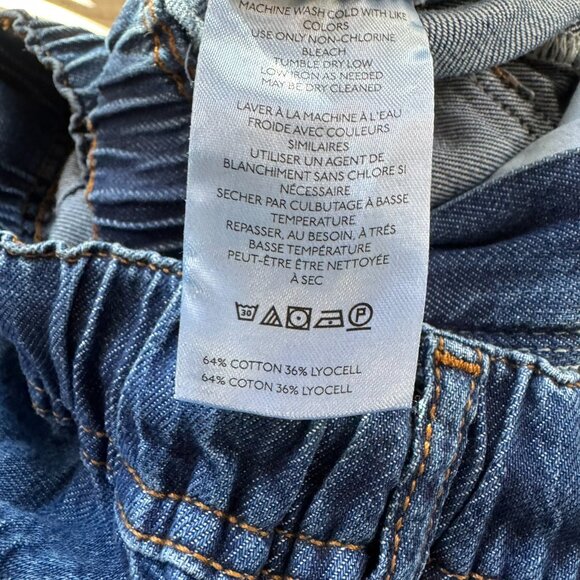 MACHINE WASH COLD WITH LIKE
COLORS
USE ONLY NON-CHLORINE
BLEACH
TUMBLE DRY LOW
LOW IRON AS NEEDED
MAY BE DRY CLEANED
LAVER À LA MACHINE À L'EAU
FROIDE AVEC COULEURS
SIMILAIRES
UTILISER UN AGENT DE
BLANCHIMENT SANS CHLORE SI
NÉCESSAIRE
SECHER PAR CULBUTAGE À BASSE
TEMPERATURE
REPASSER, AU BESOIN, À TRÉS
BASSE TEMPÉRATURE
PEUT-ÊTRE ÊTRE NETTOYÉE
À SEC
30 P
64% COTTON 36% LYOCELL
64% COTON 36% LYOCELL